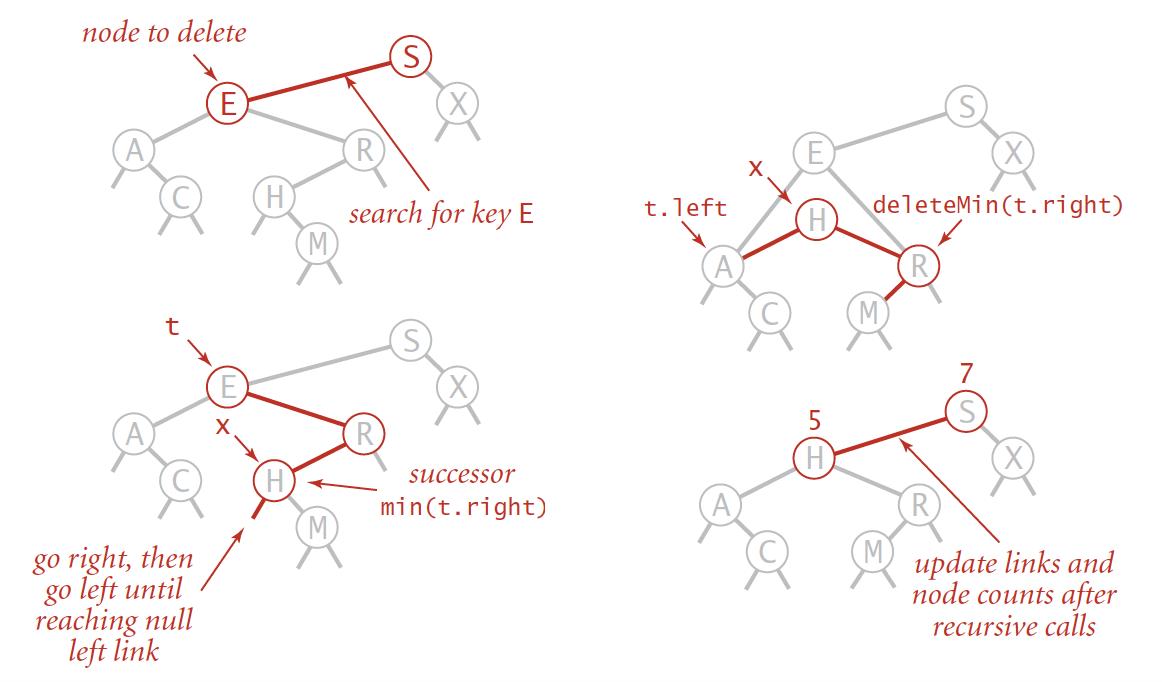 node to delete
S
E
X
A
R
C
H
search for key E
M
t
S
E
X
x
A
R
C
H
successor
min(t.right)
M
go right, then
go left until
reaching null
left link
S
E
X
x
t.left
deleteMin(t.right)
H
A
R
C
M
7
5
S
H
X
A
R
C
M
update links and
node counts after
recursive calls